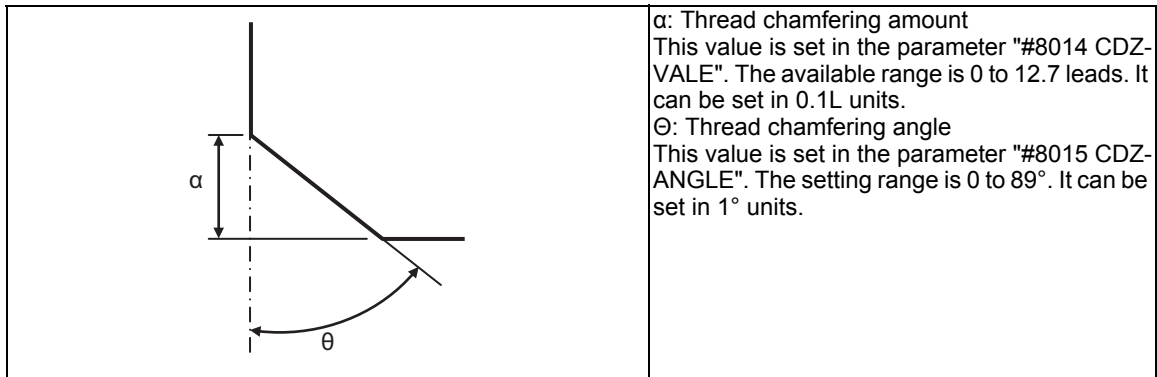 α
θ
α: Thread chamfering amount
This value is set in the parameter "#8014 CDZ-
VALE". The available range is 0 to 12.7 leads. It
can be set in 0.1L units.
Θ: Thread chamfering angle
This value is set in the parameter "#8015 CDZ-
ANGLE". The setting range is 0 to 89°. It can be
set in 1° units.